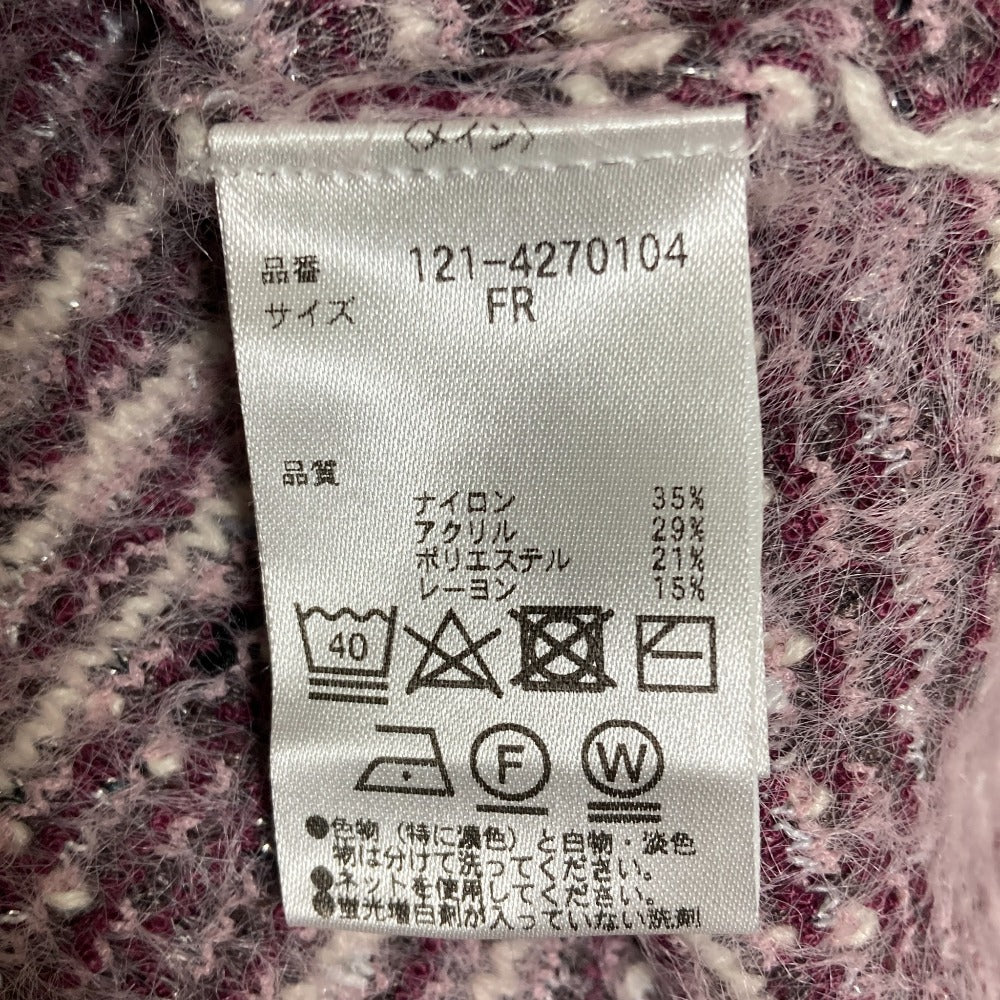 〈メイン〉
品番 121-4270104
サイズ FR
品質
ナイロン 35%
アクリル 29%
ポリエステル 21%
レーヨン 15%
40
F W
●色物(特に濃色)と白物・淡色
物は分けて洗ってください。
●ネットを使用してください。
●蛍光増白剤が入っていない洗剤